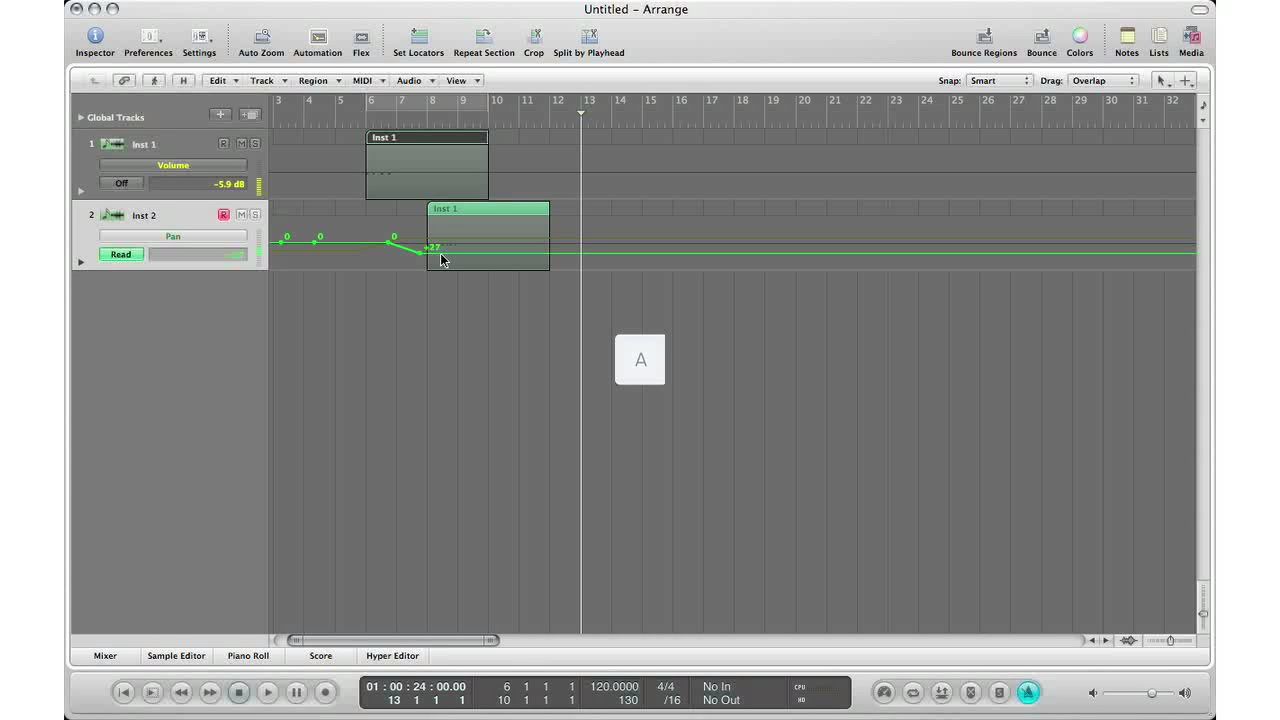 Untitled – Arrange
Inspector Preferences Settings Auto Zoom Automation Flex Set Locators Repeat Section Crop Split by Playhead Bounce Regions Bounce Colors Notes Lists Media
H Edit Track Region MIDI Audio View Snap: Smart Drag: Overlap
3 4 5 6 7 8 9 10 11 12 13 14 15 16 17 18 19 20 21 22 23 24 25 26 27 28 29 30 31 32
Global Tracks
1 Inst 1 R M S
Volume
Off -5.9 dB
Inst 1
2 Inst 2 R M S
Pan
Read
Inst 1
0 0 0
+27
A
Mixer Sample Editor Piano Roll Score Hyper Editor
01 : 00 : 24 : 00.00 6 1 1 1 120.0000 4/4 No In CPU
13 1 1 1 10 1 1 1 130 /16 No Out HD